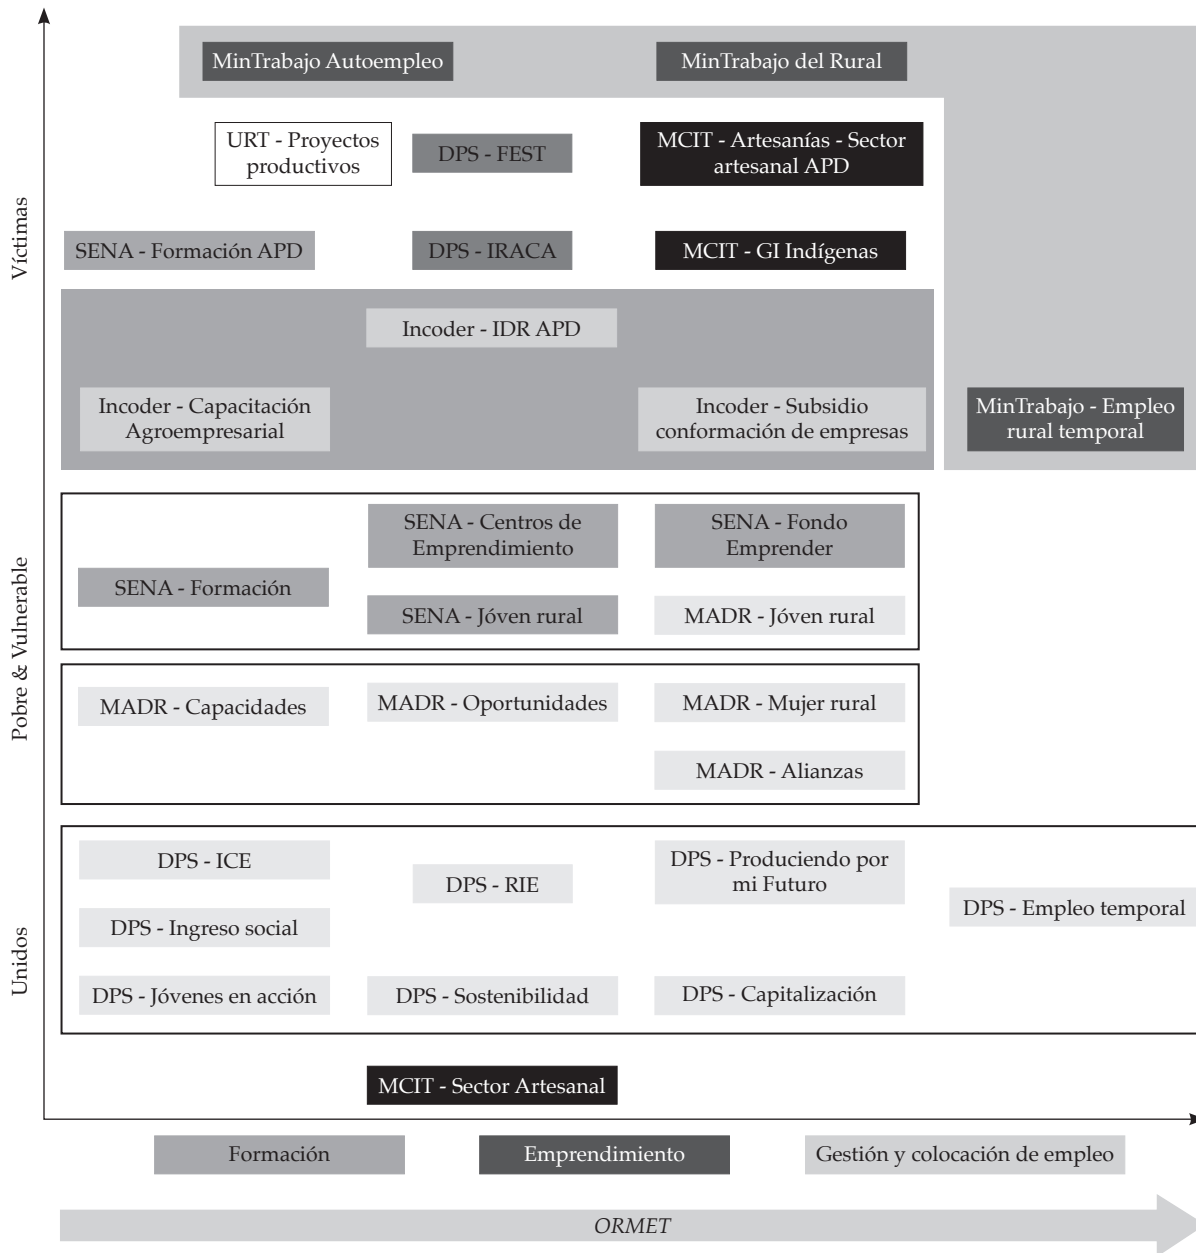 MinTrabajo Autoempleo
MinTrabajo del Rural
URT - Proyectos
productivos
DPS - FEST
MCIT - Artesanías - Sector
artesanal APD
Víctimas
SENA - Formación APD
DPS - IRACA
MCIT - GI Indígenas
Incoder - IDR APD
Incoder - Capacitación
Agroempresarial
Incoder - Subsidio
conformación de empresas
MinTrabajo - Empleo
rural temporal
Pobre & Vulnerable
SENA - Formación
SENA - Centros de
Emprendimiento
SENA - Fondo
Emprender
SENA - Jóven rural
MADR - Jóven rural
MADR - Capacidades
MADR - Oportunidades
MADR - Mujer rural
MADR - Alianzas
Unidos
DPS - ICE
DPS - RIE
DPS - Produciendo por
mi Futuro
DPS - Empleo temporal
DPS - Ingreso social
DPS - Jóvenes en acción
DPS - Sostenibilidad
DPS - Capitalización
MCIT - Sector Artesanal
Formación
Emprendimiento
Gestión y colocación de empleo
ORMET